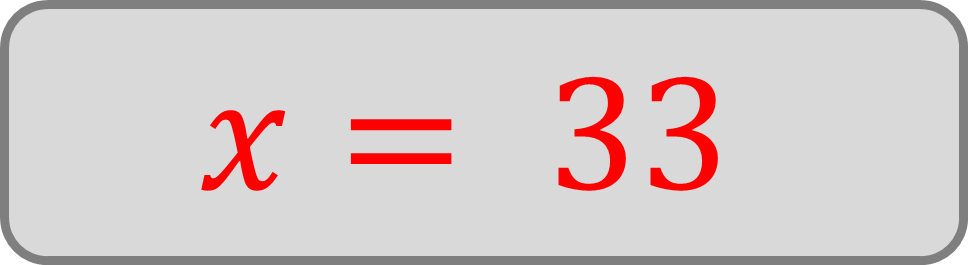 x = 33